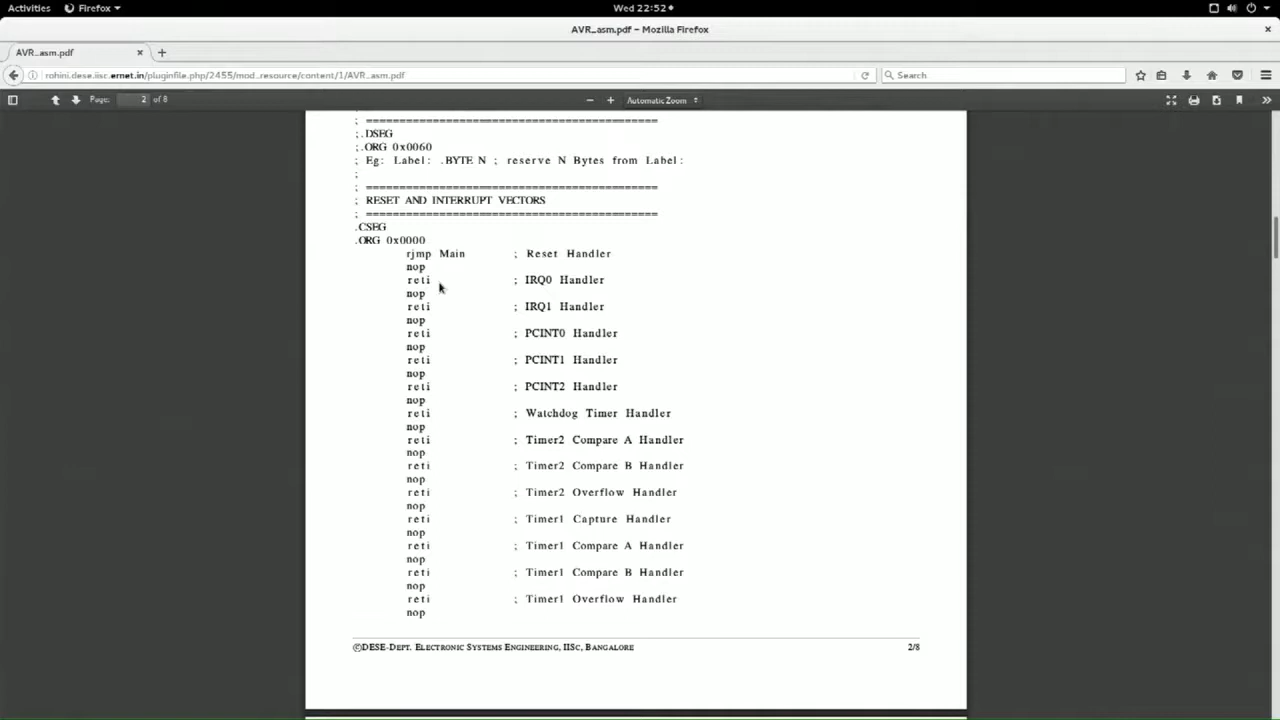 Activities Firefox Wed 22:52
AVR_asm.pdf – Mozilla Firefox
AVR_asm.pdf
rohini.dese.iisc.ernet.in/pluginfile.php/2455/mod_resource/content/1/AVR_asm.pdf Search
Page: 2 of 8 Automatic Zoom
; ============================================
;.DSEG
;.ORG 0x0060
; Eg: Label: .BYTE N ; reserve N Bytes from Label:
;
; ============================================
; RESET AND INTERRUPT VECTORS
; ============================================
.CSEG
.ORG 0x0000
rjmp Main ; Reset Handler
nop
reti ; IRQ0 Handler
nop
reti ; IRQ1 Handler
nop
reti ; PCINT0 Handler
nop
reti ; PCINT1 Handler
nop
reti ; PCINT2 Handler
nop
reti ; Watchdog Timer Handler
nop
reti ; Timer2 Compare A Handler
nop
reti ; Timer2 Compare B Handler
nop
reti ; Timer2 Overflow Handler
nop
reti ; Timer1 Capture Handler
nop
reti ; Timer1 Compare A Handler
nop
reti ; Timer1 Compare B Handler
nop
reti ; Timer1 Overflow Handler
nop
©DESE-Dept. Electronic Systems Engineering, IISc, Bangalore 2/8